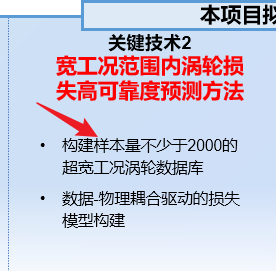 本项目拟
关键技术2
宽工况范围内涡轮损
失高可靠度预测方法
• 构建样本量不少于2000的
超宽工况涡轮数据库
• 数据-物理耦合驱动的损失
模型构建